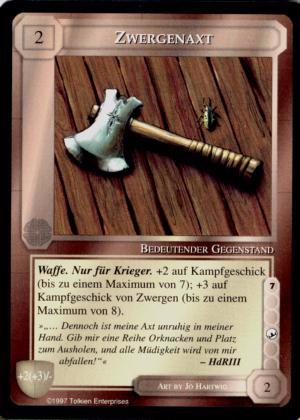 2
ZWERGENAXT
BEDEUTENDER GEGENSTAND
Waffe. Nur für Krieger. +2 auf Kampfgeschick
(bis zu einem Maximum von 7); +3 auf
Kampfgeschick von Zwergen (bis zu einem
Maximum von 8).
»„... Dennoch ist meine Axt unruhig in meiner
Hand. Gib mir eine Reihe Orknacken und Platz
zum Ausholen, und alle Müdigkeit wird von mir
abfallen!“« – HdRIII
7
+2(+3)/-
©1997 Tolkien Enterprises
ART BY JO HARTWIG
2